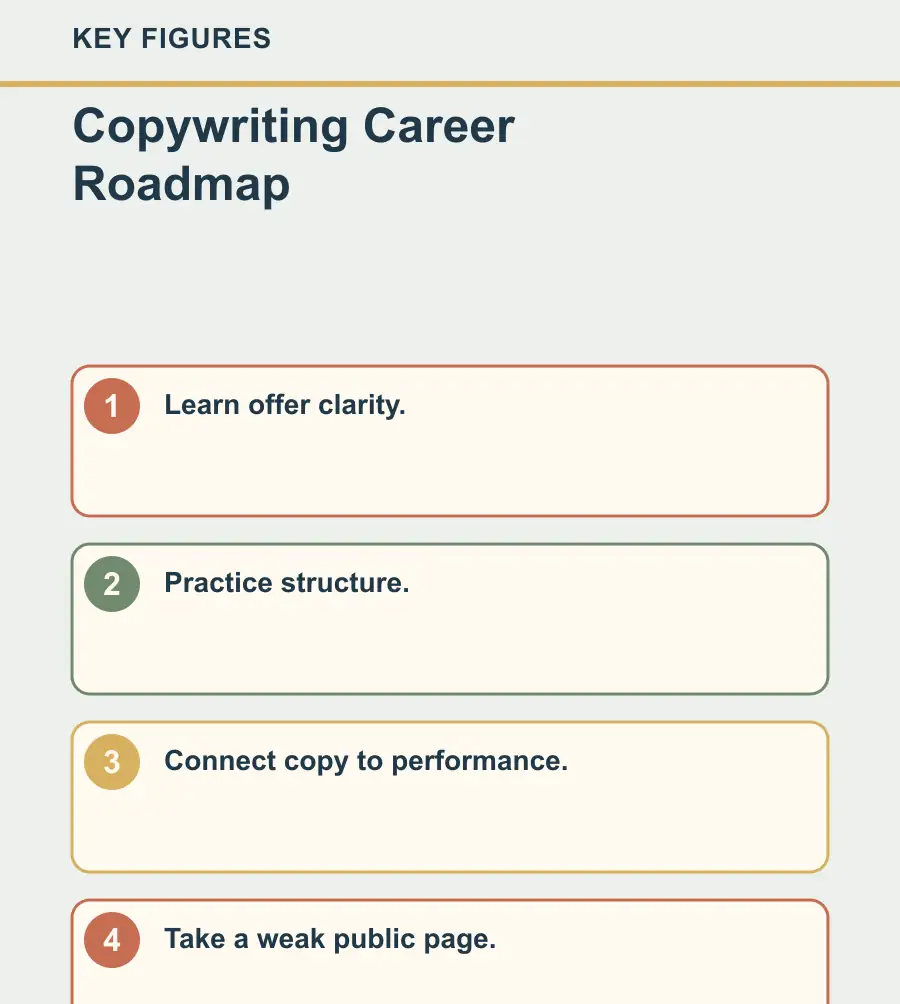 KEY FIGURES
Copywriting Career
Roadmap
1 Learn offer clarity.
2 Practice structure.
3 Connect copy to performance.
4 Take a weak public page.